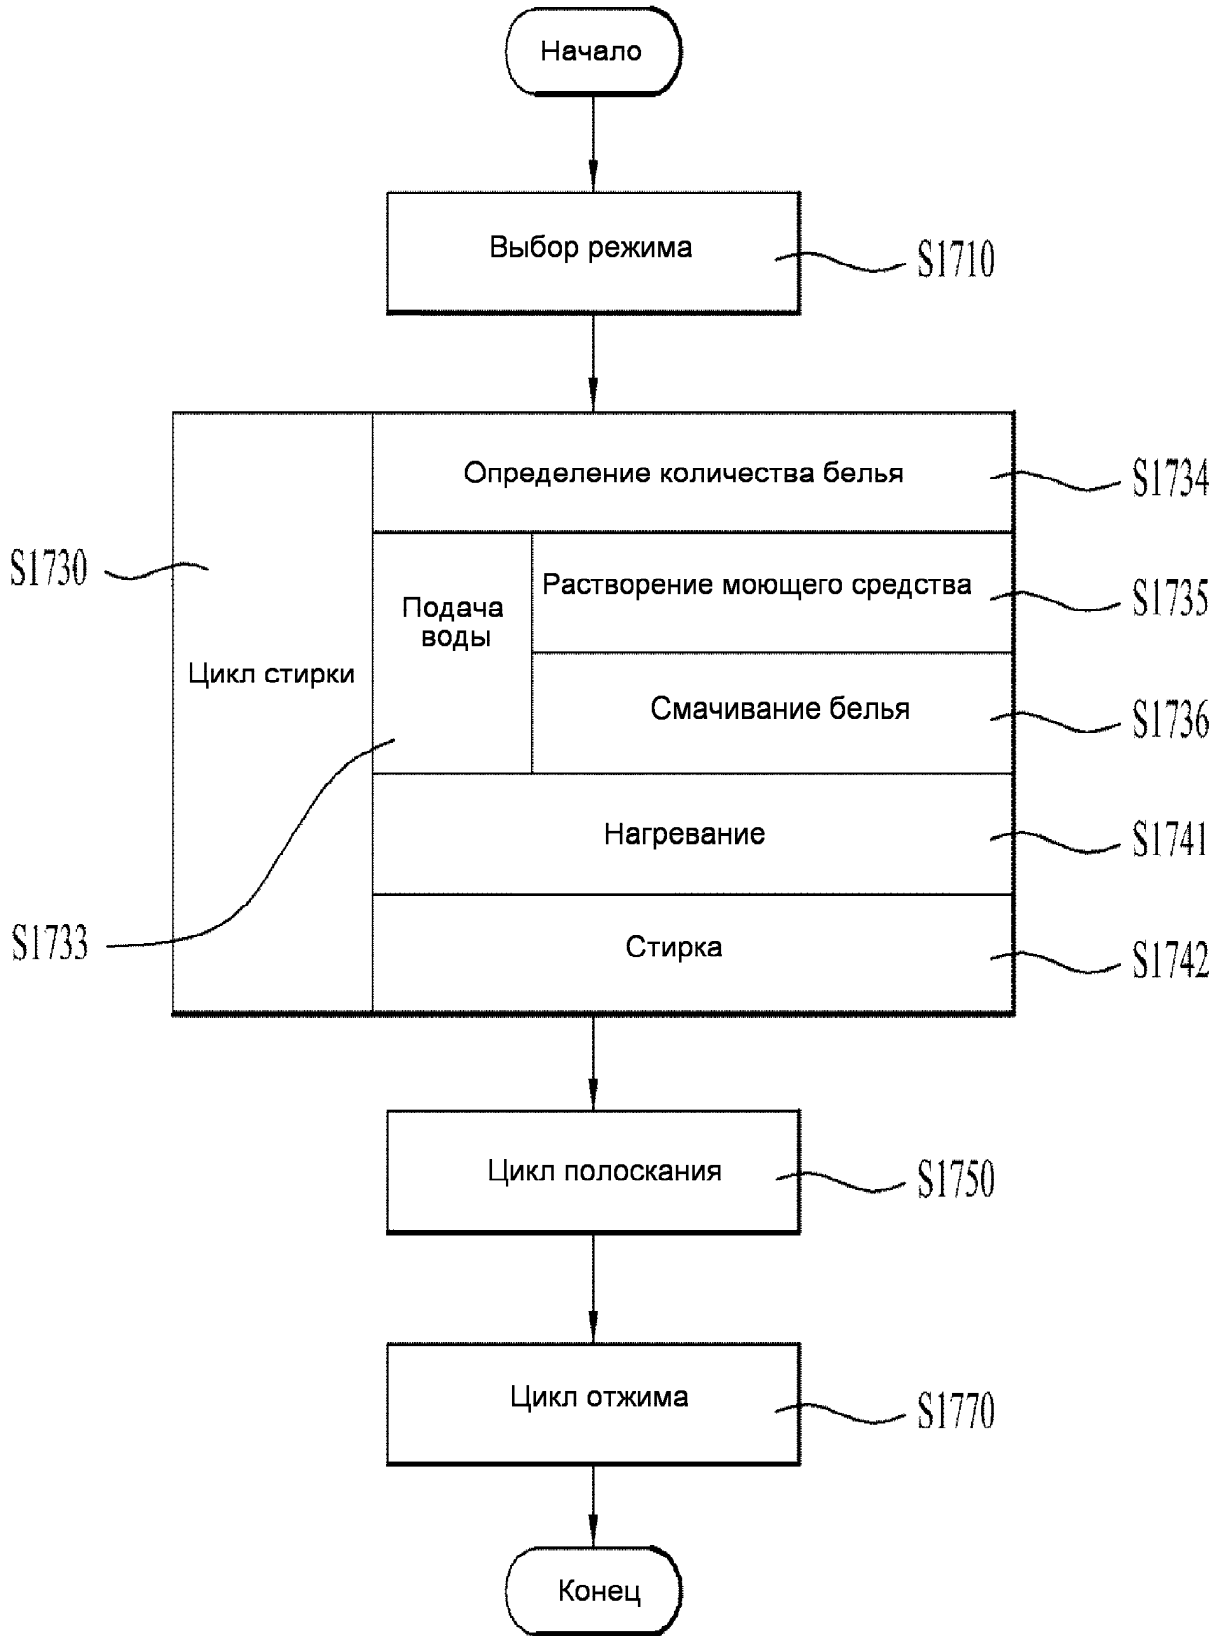 Начало
Выбор режима
S1710
Определение количества белья
S1734
S1730
Цикл стирки
Подача
воды
Растворение моющего средства
S1735
Смачивание белья
S1736
S1733
Нагревание
S1741
Стирка
S1742
Цикл полоскания
S1750
Цикл отжима
S1770
Конец